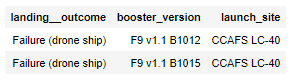 landing__outcome booster_version launch_site
Failure (drone ship) F9 v1.1 B1012 CCAFS LC-40
Failure (drone ship) F9 v1.1 B1015 CCAFS LC-40